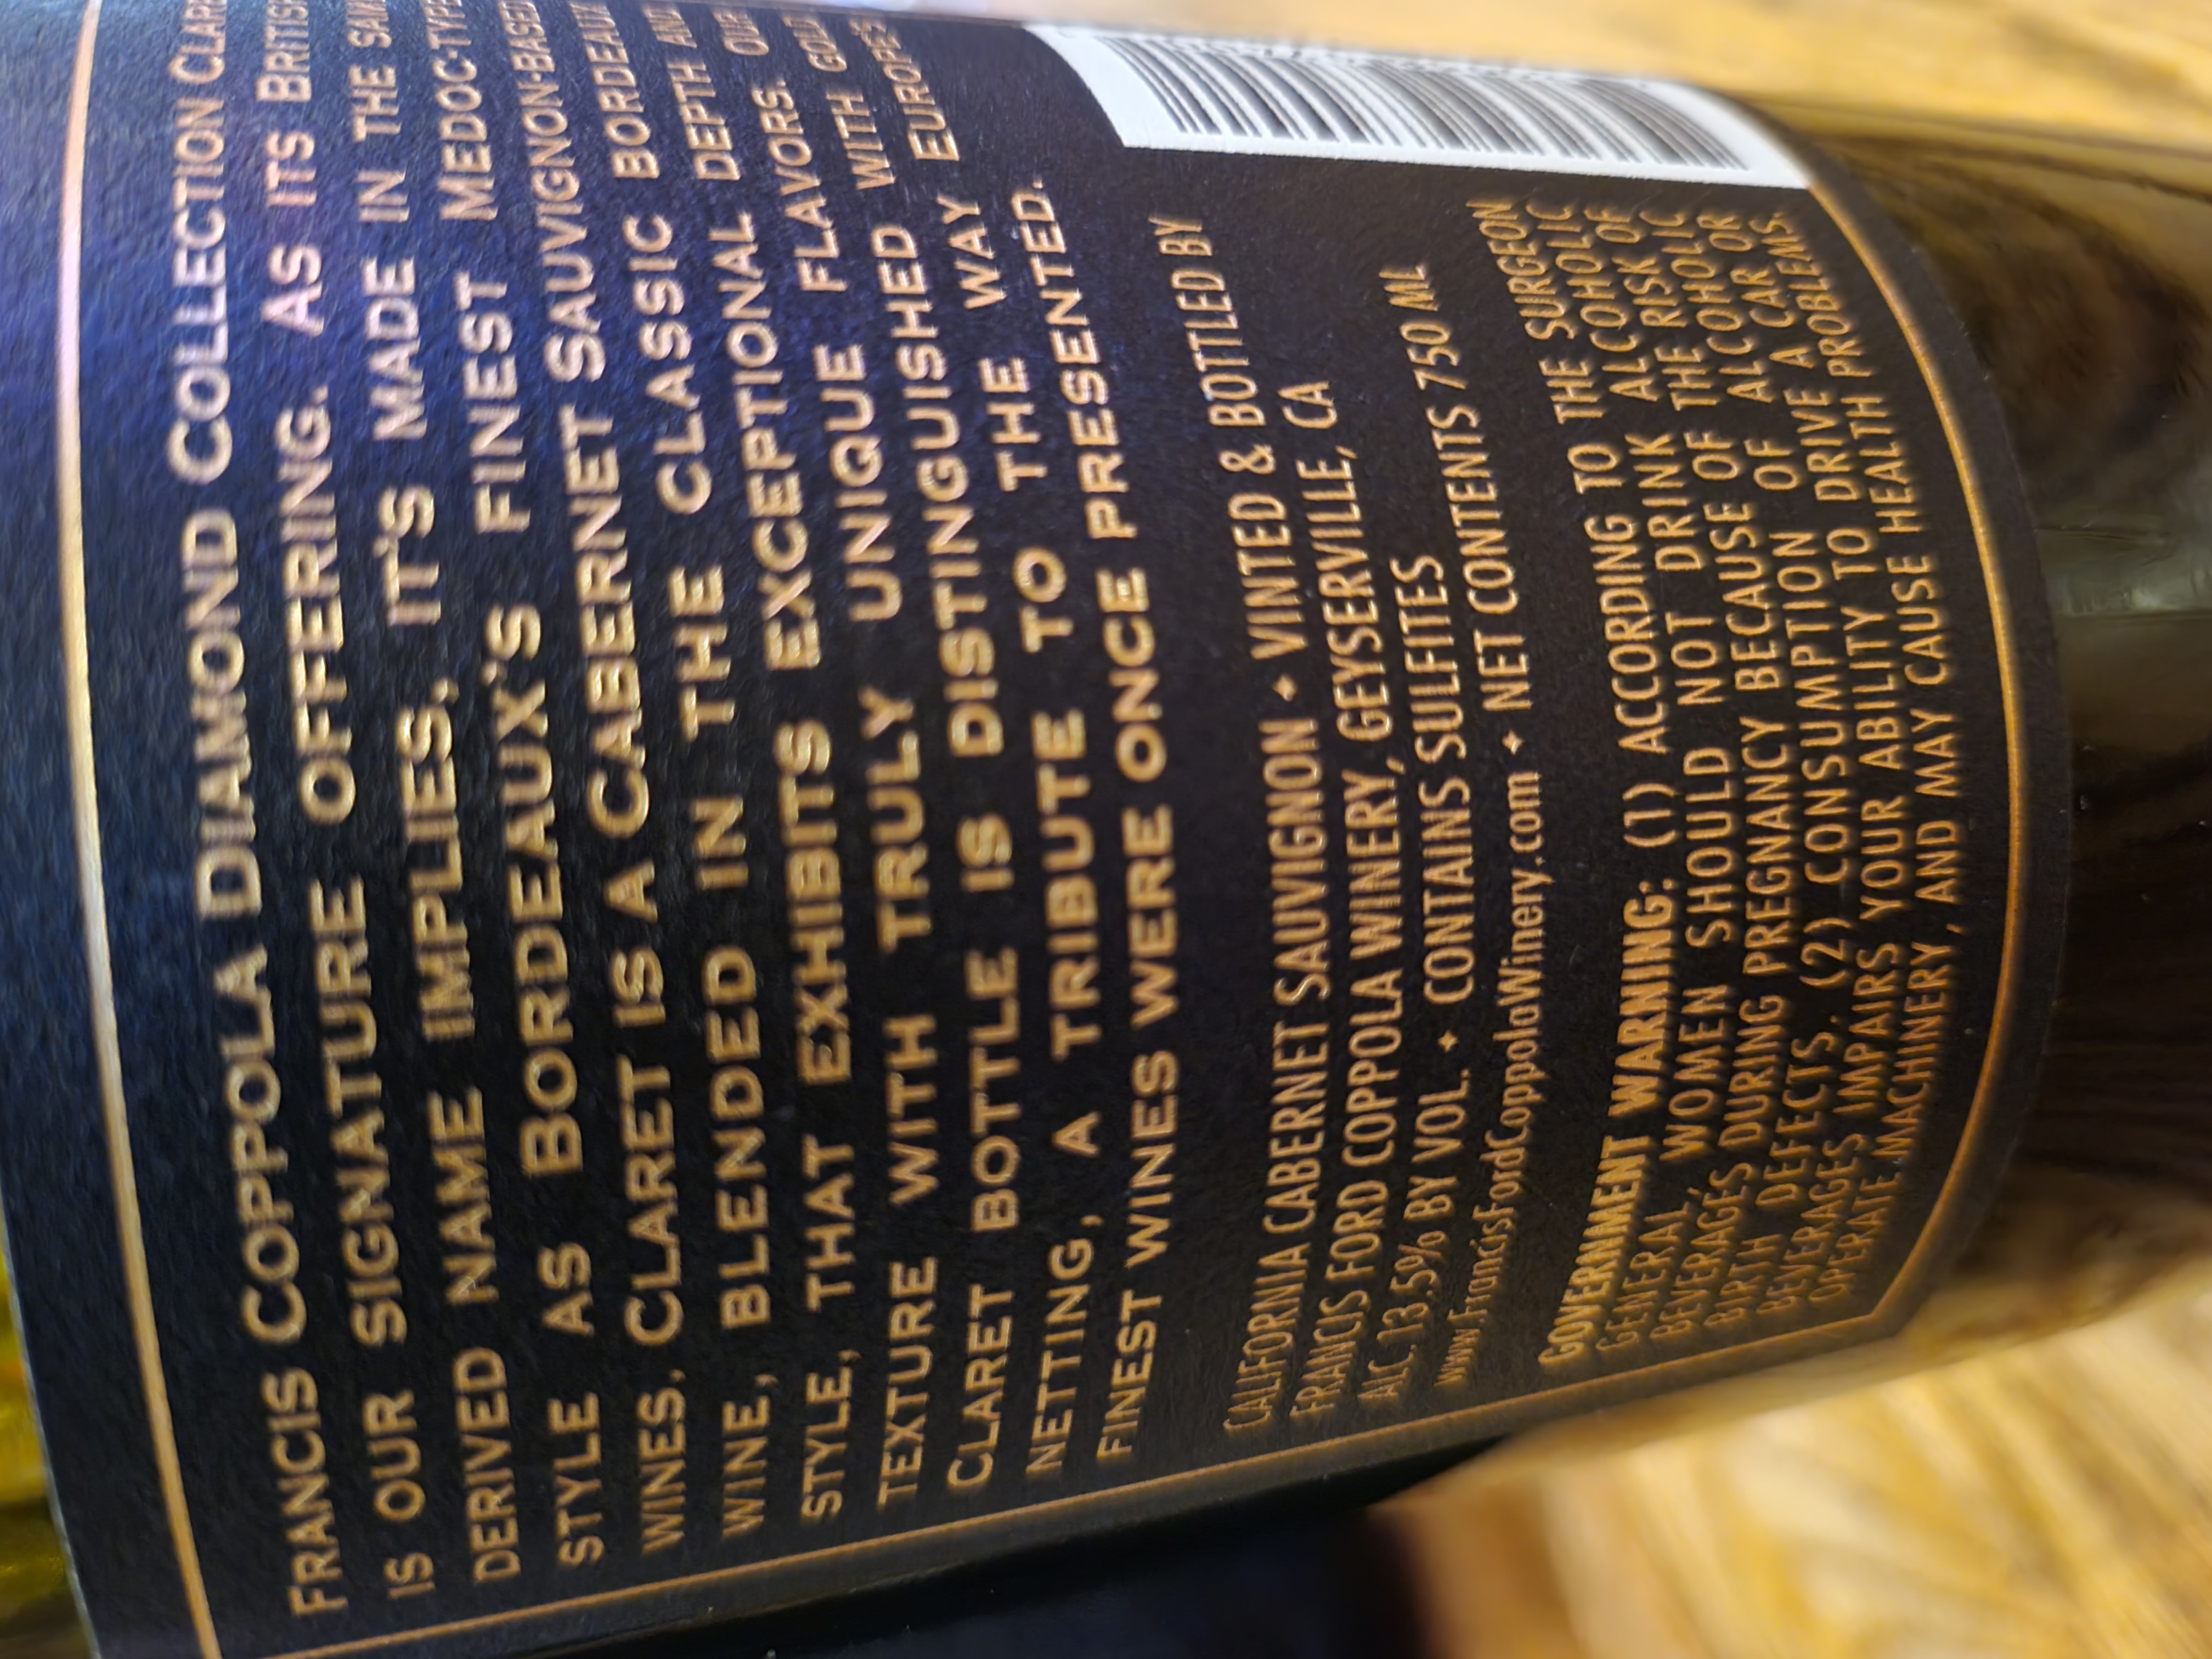 FRANCIS COPPOLA DIAMOND COLLECTION
IS OUR SIGNATURE OFFERING. AS ITS BRITISH
DERIVED NAME IMPLIES, IT'S MADE IN THE
STYLE AS BORDEAUX'S FINEST MEDOC-TYPE
WINES. CLARET IS A CABERNET SAUVIGNON-BASED
WINE, BLENDED IN THE CLASSIC BORDEAUX
STYLE, THAT EXHIBITS EXCEPTIONAL DEPTH AND
TEXTURE WITH TRULY UNIQUE FLAVORS. OUR
CLARET BOTTLE IS DISTINGUISHED WITH GOLD
NETTING, A TRIBUTE TO THE WAY EUROPE'S
FINEST WINES WERE ONCE PRESENTED.
CALIFORNIA CABERNET SAUVIGNON • VINTED & BOTTLED BY
FRANCIS FORD COPPOLA WINERY, GEYSERVILLE, CA
ALC. 13.5% BY VOL. • CONTAINS SULFITES
www.FrancisFordCoppolaWinery.com • NET CONTENTS 750 ML
GOVERNMENT WARNING: (1) ACCORDING TO THE SURGEON
GENERAL, WOMEN SHOULD NOT DRINK ALCOHOLIC
BEVERAGES DURING PREGNANCY BECAUSE OF THE RISK OF
BIRTH DEFECTS. (2) CONSUMPTION OF ALCOHOLIC
BEVERAGES IMPAIRS YOUR ABILITY TO DRIVE A CAR OR
OPERATE MACHINERY, AND MAY CAUSE HEALTH PROBLEMS.